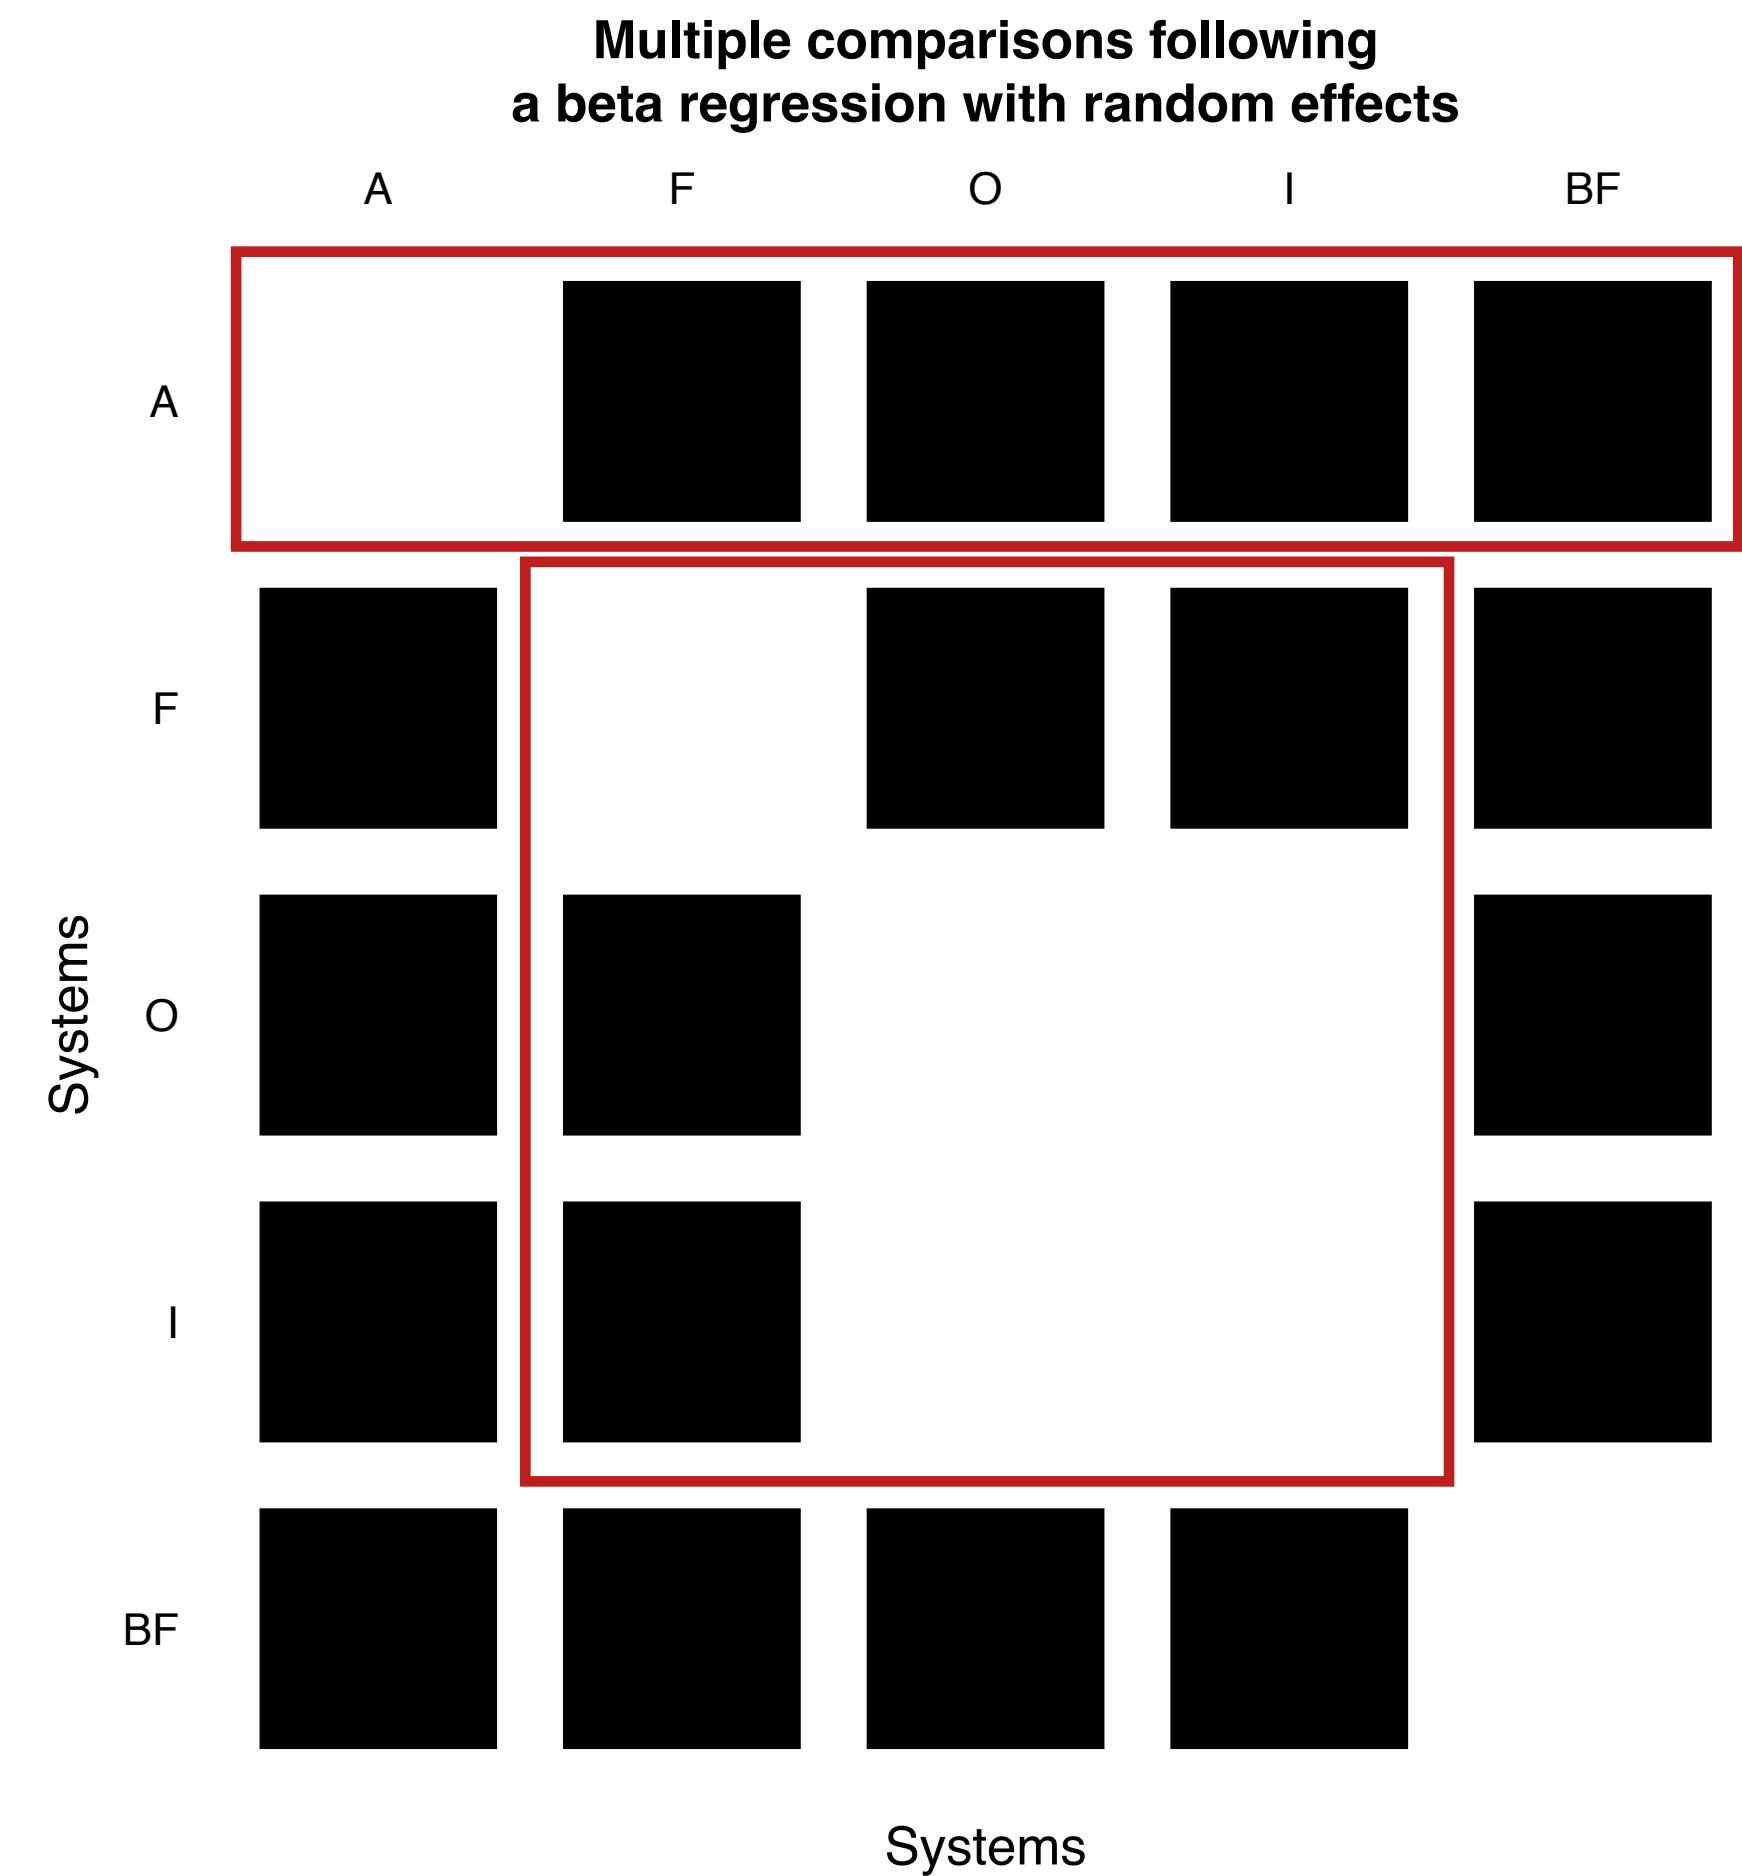 Multiple comparisons following
a beta regression with random effects
A F O I BF
A
F
O
I
BF
Systems
Systems